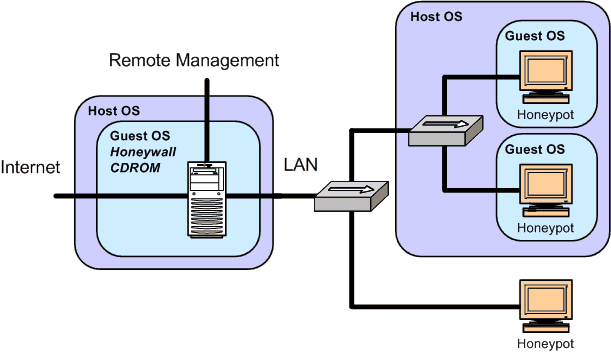 Remote Management
Host OS
Guest OS
Honeywall
CDROM
Internet
LAN
Host OS
Guest OS
Honeypot
Guest OS
Honeypot
Honeypot